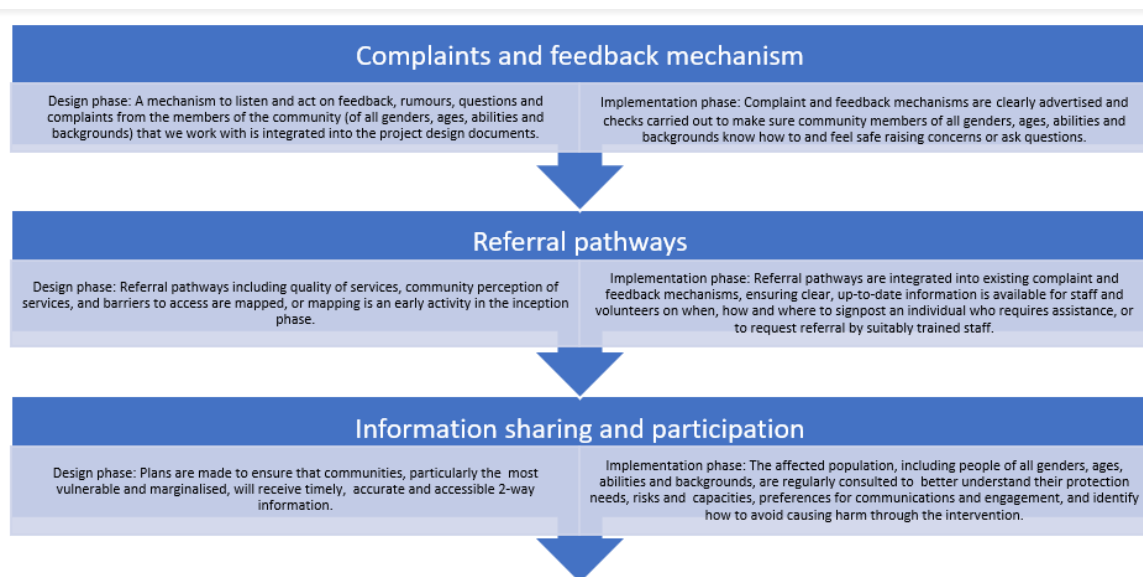 Complaints and feedback mechanism
Design phase: A mechanism to listen and act on feedback, rumours, questions and
complaints from the members of the community (of all genders, ages, abilities and
backgrounds) that we work with is integrated into the project design documents.
Implementation phase: Complaint and feedback mechanisms are clearly advertised and
checks carried out to make sure community members of all genders, ages, abilities and
backgrounds know how to and feel safe raising concerns or ask questions.
Referral pathways
Design phase: Referral pathways including quality of services, community perception of
services, and barriers to access are mapped, or mapping is an early activity in the inception
phase.
Implementation phase: Referral pathways are integrated into existing complaint and
feedback mechanisms, ensuring clear, up-to-date information is available for staff and
volunteers on when, how and where to signpost an individual who requires assistance, or
to request referral by suitably trained staff.
Information sharing and participation
Design phase: Plans are made to ensure that communities, particularly the most
vulnerable and marginalised, will receive timely, accurate and accessible 2-way
information.
Implementation phase: The affected population, including people of all genders, ages,
abilities and backgrounds, are regularly consulted to better understand their protection
needs, risks and capacities, preferences for communications and engagement, and identify
how to avoid causing harm through the intervention.